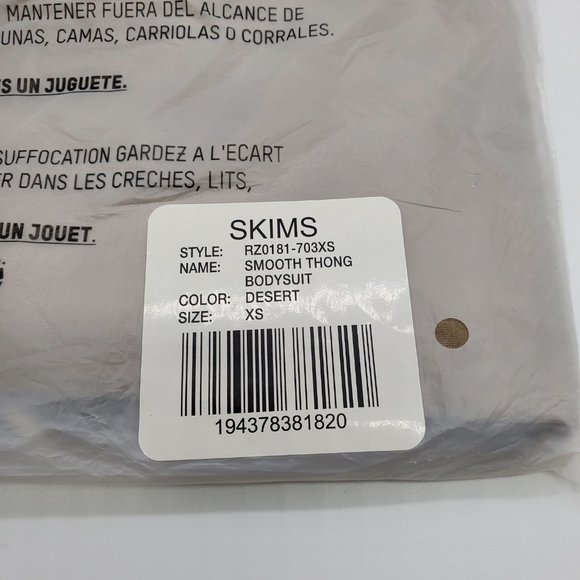 MANTENER FUERA DEL ALCANCE DE
UNAS, CAMAS, CARRIOLAS O CORRALES.
S UN JUGUETE.
SUFFOCATION GARDEZ A L'ECART
ER DANS LES CRECHES, LITS,
UN JOUET.
SKIMS
STYLE: RZ0181-703XS
NAME: SMOOTH THONG
BODYSUIT
COLOR: DESERT
SIZE: XS
194378381820